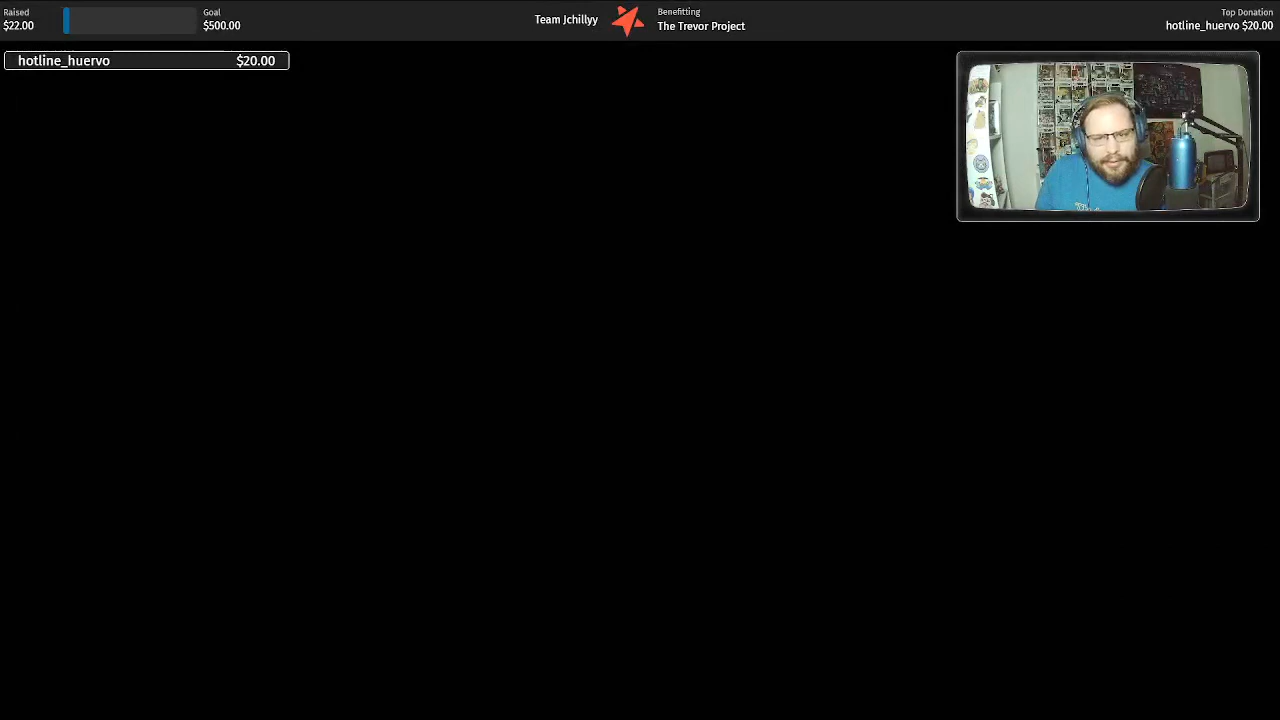 Raised
$22.00
Goal
$500.00
Team Jchillyy
Benefitting
The Trevor Project
Top Donation
hotline_huervo $20.00
hotline_huervo $20.00